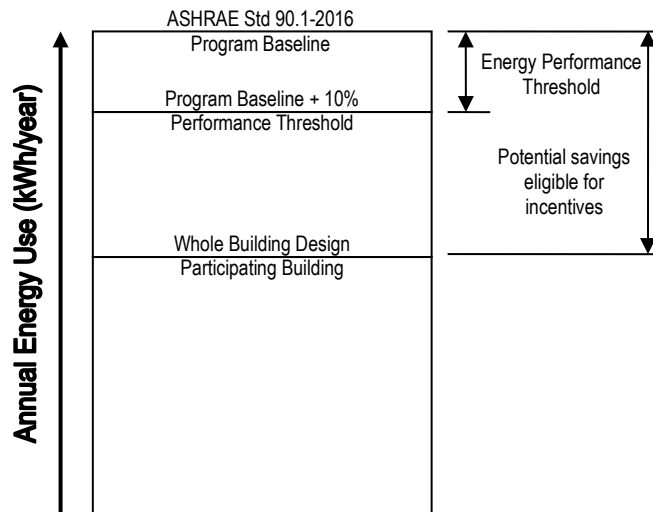 ASHRAE Std 90.1-2016
Program Baseline
Energy Performance
Threshold
Program Baseline + 10%
Performance Threshold
Potential savings
eligible for
incentives
Whole Building Design
Participating Building
Annual Energy Use (kWh/year)